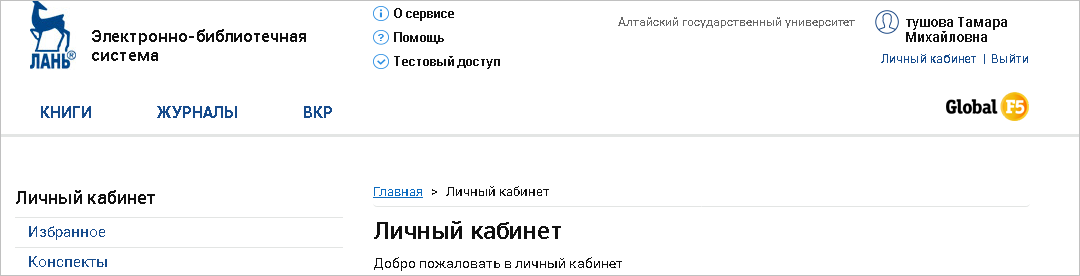 ЛАНЬ®
Электронно-библиотечная
система
О сервисе
Помощь
Тестовый доступ
Алтайский государственный университет
тушова Тамара
Михайловна
Личный кабинет | Выйти
КНИГИ ЖУРНАЛЫ ВКР
Global F5
Личный кабинет
Избранное
Конспекты
Главная > Личный кабинет
Личный кабинет
Добро пожаловать в личный кабинет